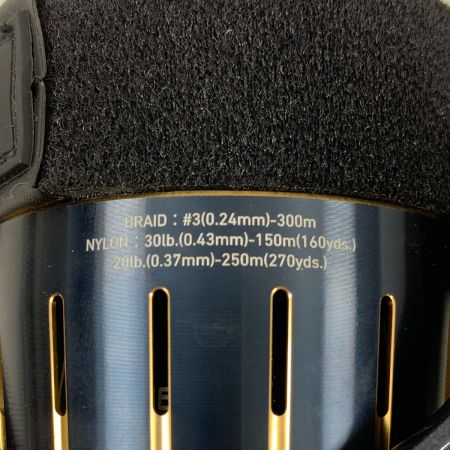 BRAID : #3(0.24mm)-300m
NYLON : 30lb.(0.43mm)-150m(160yds.)
20lb.(0.37mm)-250m(270yds.)